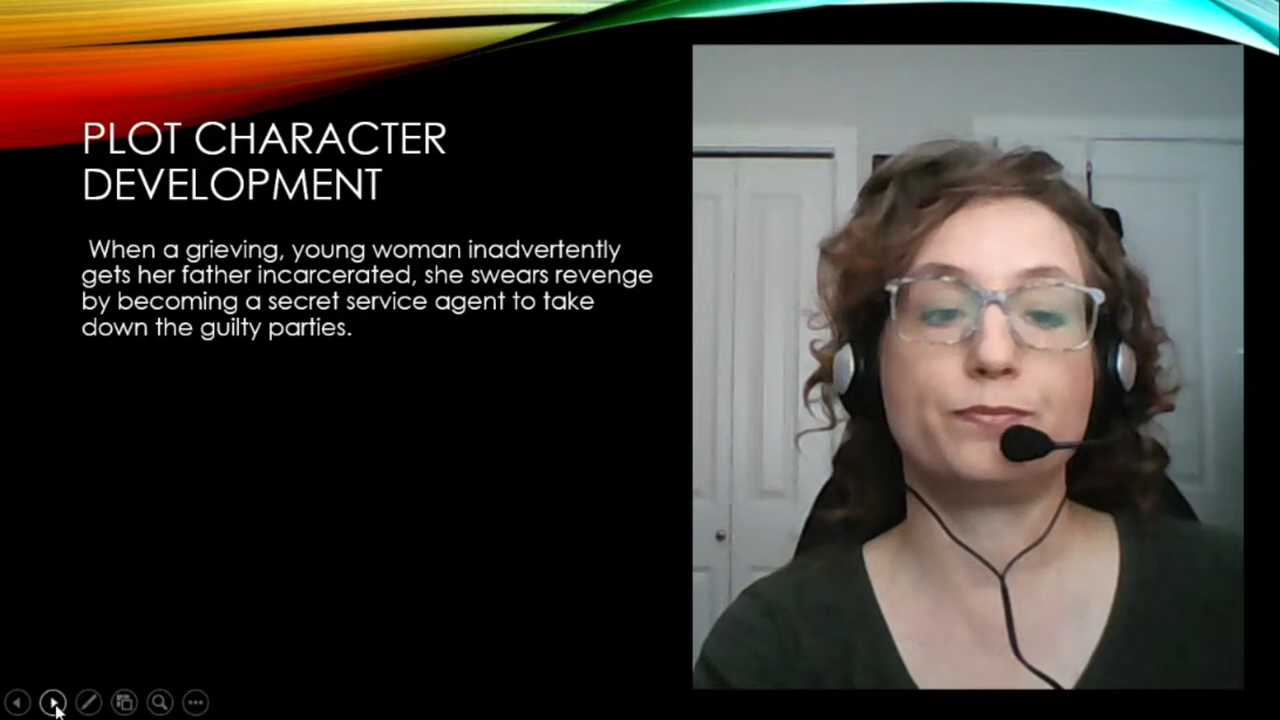 PLOT CHARACTER
DEVELOPMENT
When a grieving, young woman inadvertently
gets her father incarcerated, she swears revenge
by becoming a secret service agent to take
down the guilty parties.